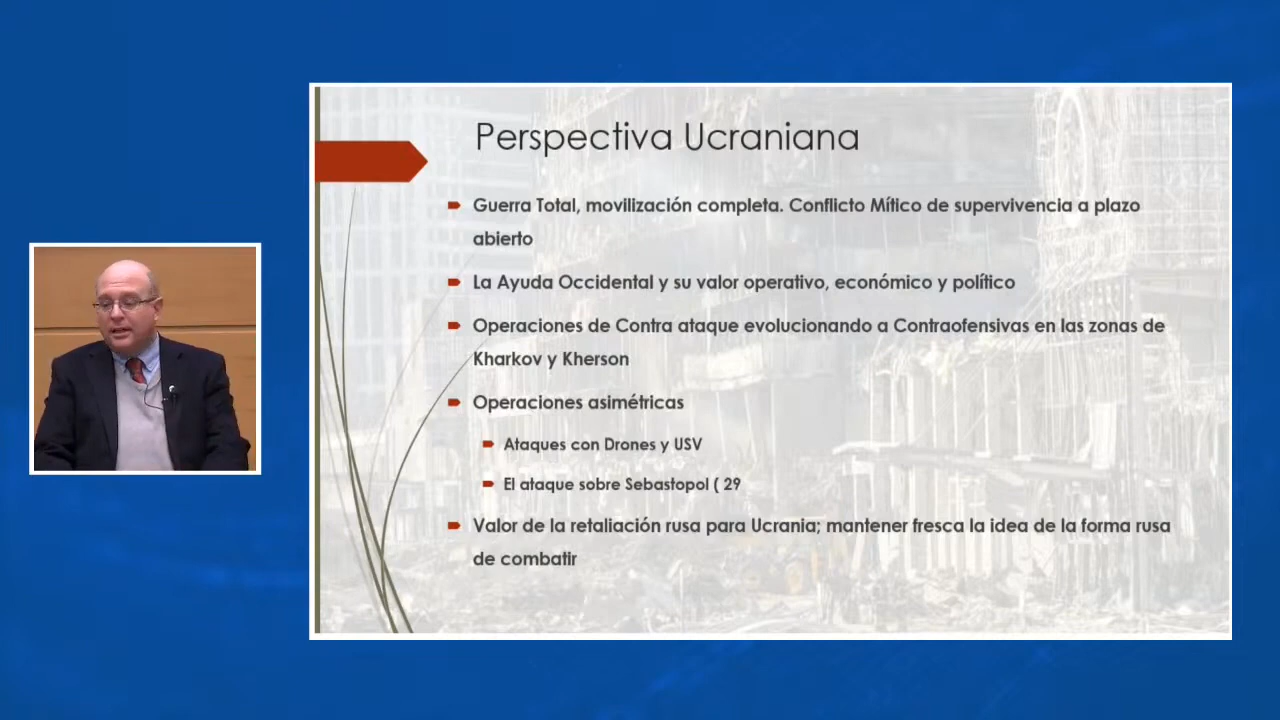 Perspectiva Ucraniana
Guerra Total, movilización completa. Conflicto Mítico de supervivencia a plazo
abierto
La Ayuda Occidental y su valor operativo, económico y político
Operaciones de Contra ataque evolucionando a Contraofensivas en las zonas de
Kharkov y Kherson
Operaciones asimétricas
Ataques con Drones y USV
El ataque sobre Sebastopol ( 29
Valor de la retaliación rusa para Ucrania; mantener fresca la idea de la forma rusa
de combatir